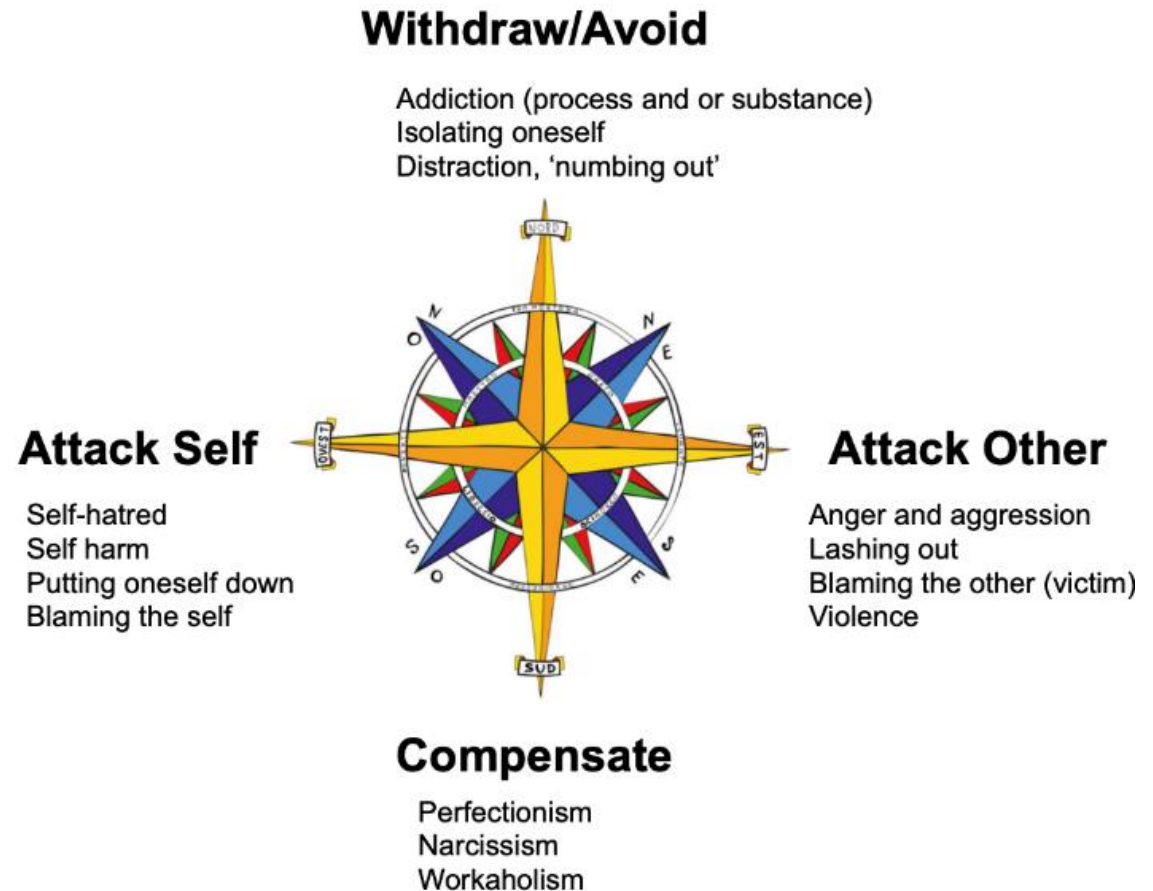 Withdraw/Avoid
Addiction (process and or substance)
Isolating oneself
Distraction, ‘numbing out’
NORD
N
O
N
E
Attack Self
Self-hatred
Self harm
Putting oneself down
Blaming the self
OVEST
EST
Attack Other
Anger and aggression
Lashing out
Blaming the other (victim)
Violence
S
O
S
E
SUD
Compensate
Perfectionism
Narcissism
Workaholism